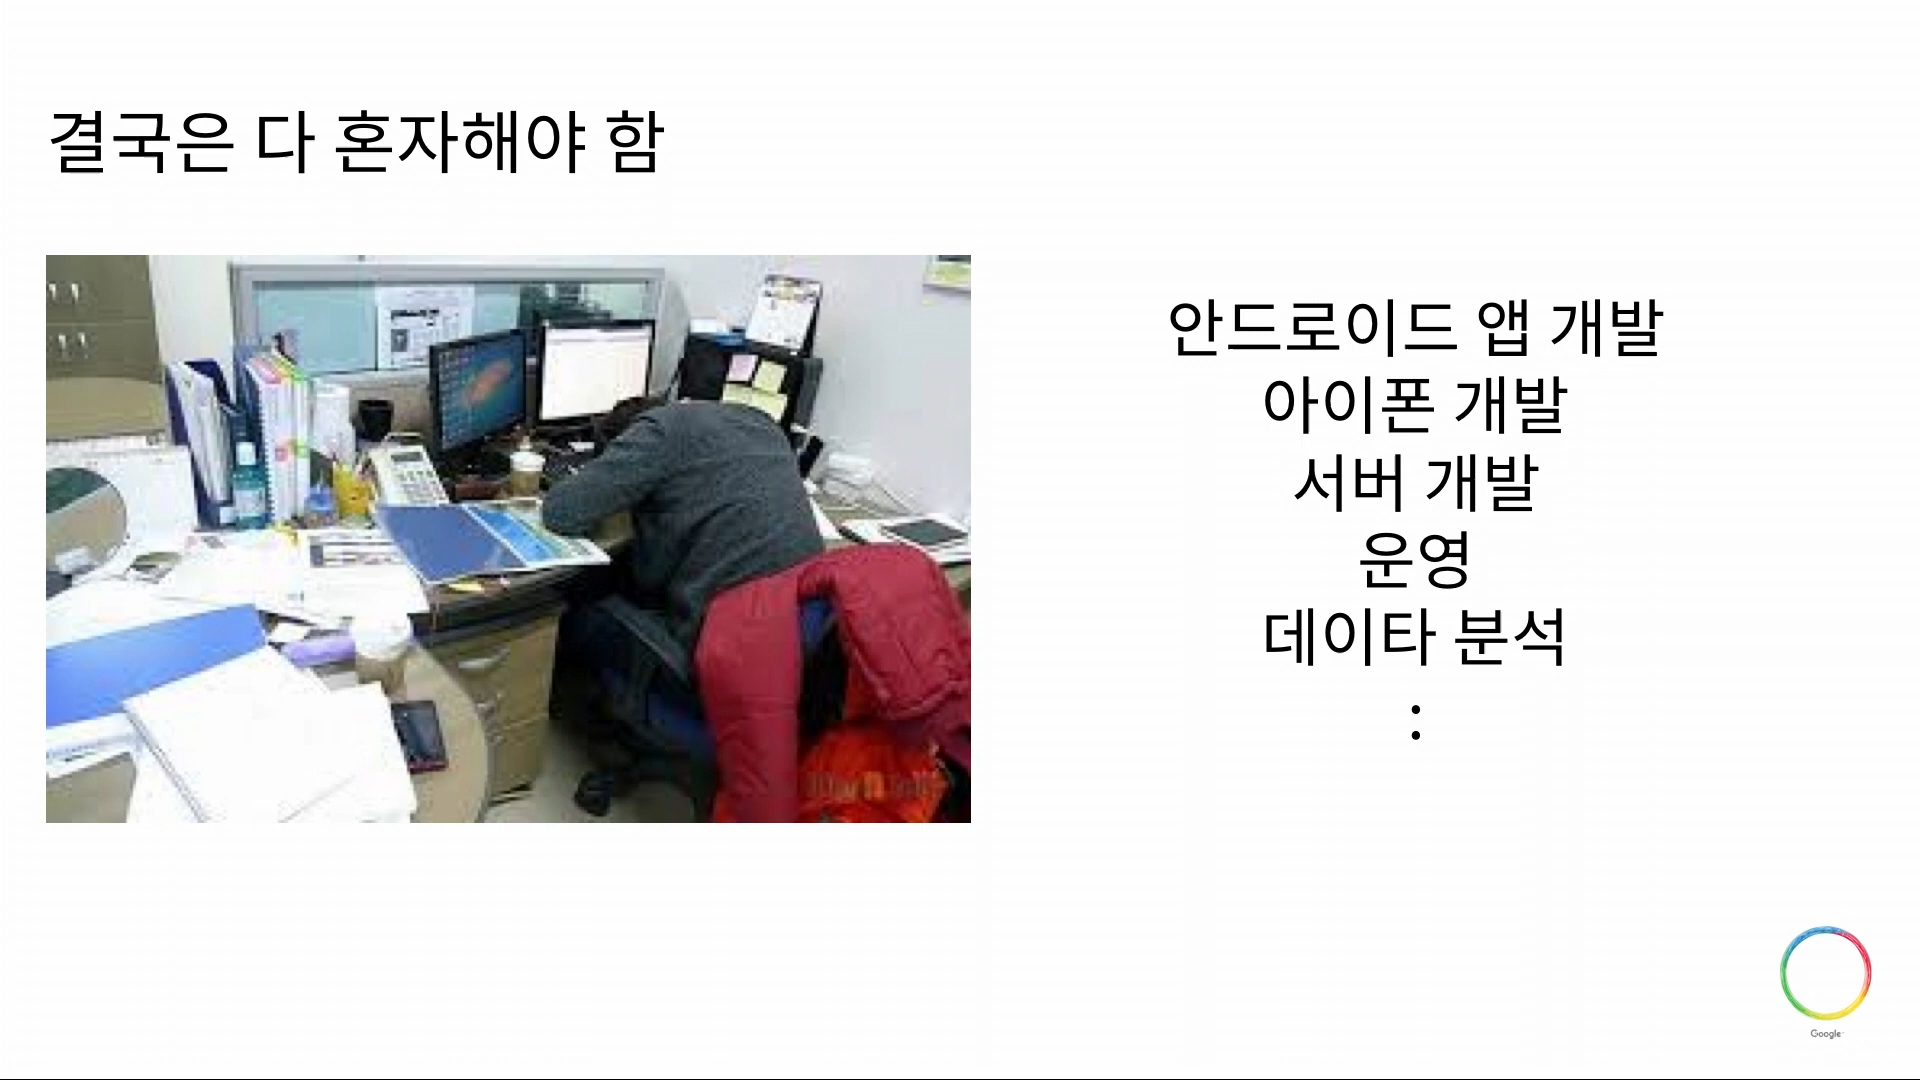 결국은 다 혼자해야 함
안드로이드 앱 개발
아이폰 개발
서버 개발
운영
데이타 분석
:
Google